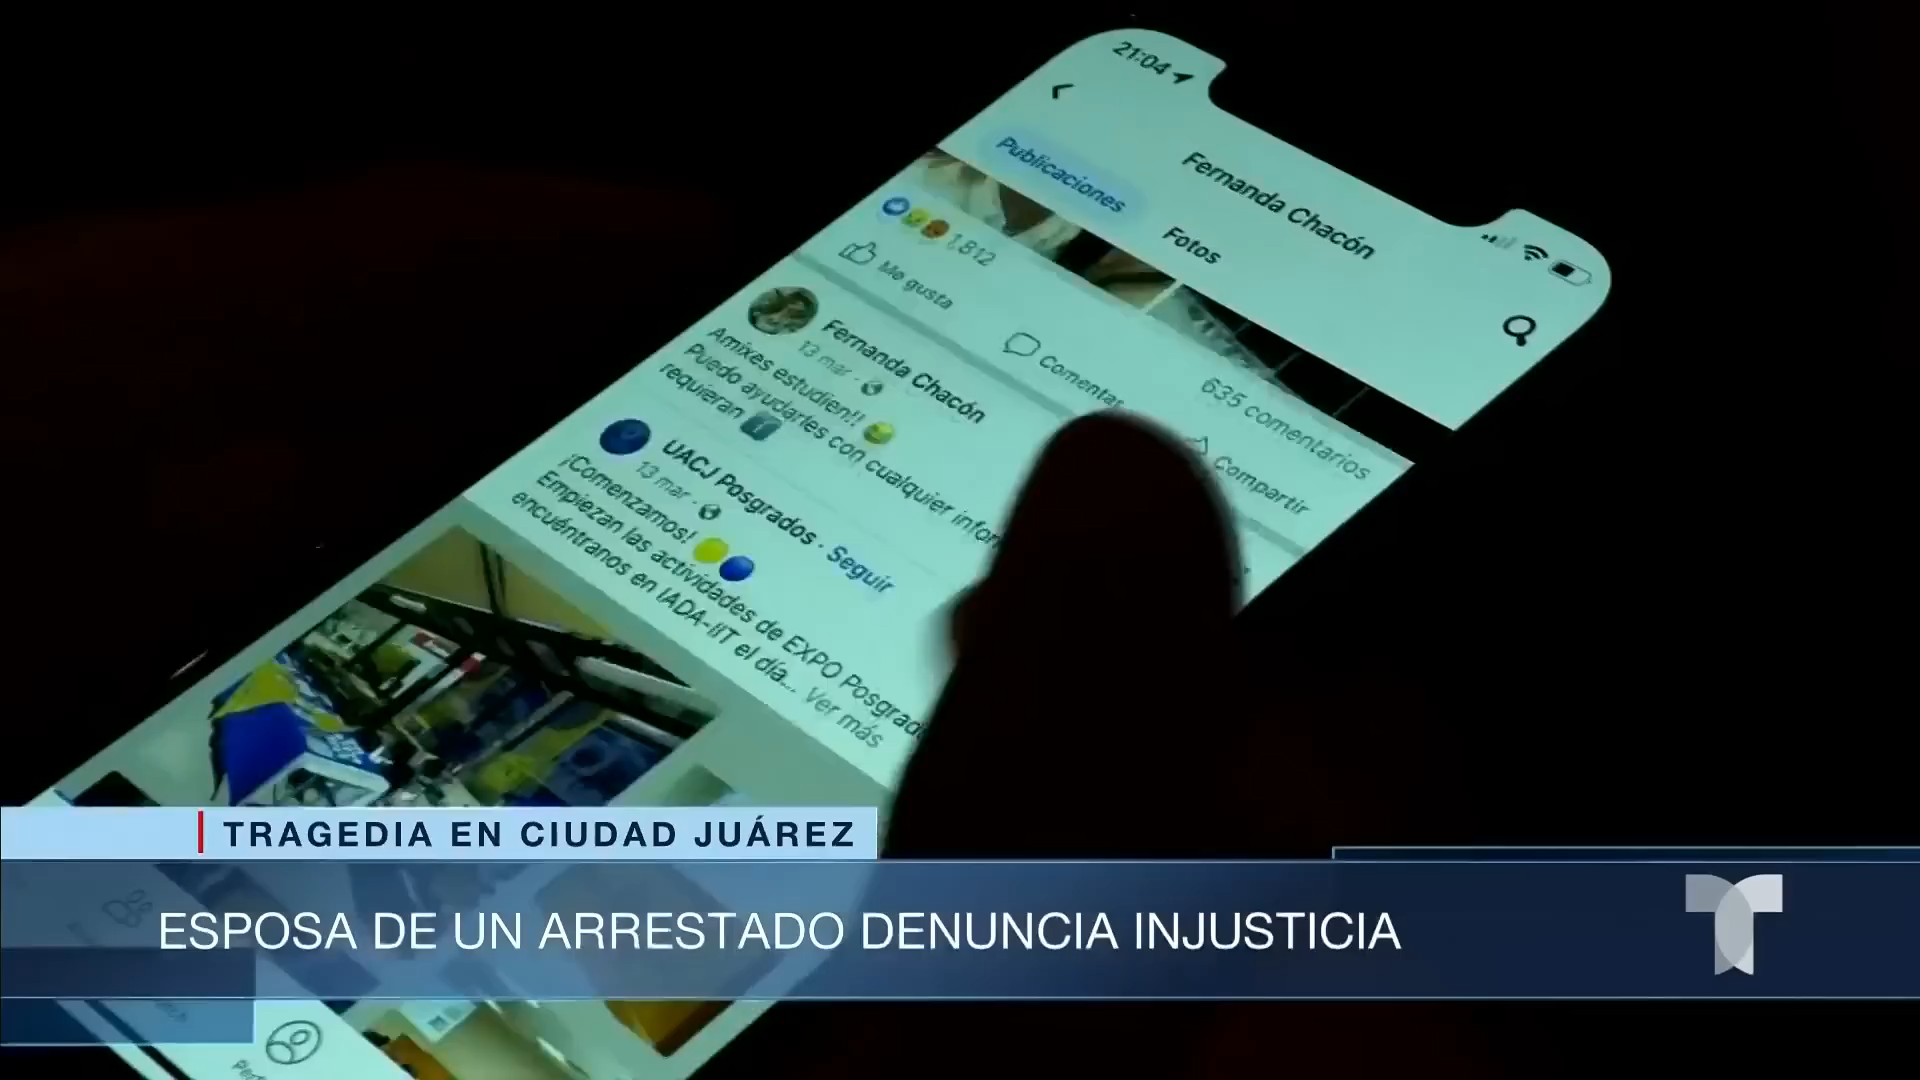 21:04
Fernanda Chacón
Publicaciones
Fotos
1,812
635 comentarios
Me gusta
Comentar
Compartir
Fernanda Chacón
13 mar ·
Amixes estudien!!
Puedo ayudarles con cualquier infor
requieran
UACJ Posgrados · Seguir
13 mar ·
¡Comenzamos!
Empiezan las actividades de EXPO Posgrad
encuéntranos en IADA-IIT el día... Ver más
TRAGEDIA EN CIUDAD JUÁREZ
ESPOSA DE UN ARRESTADO DENUNCIA INJUSTICIA